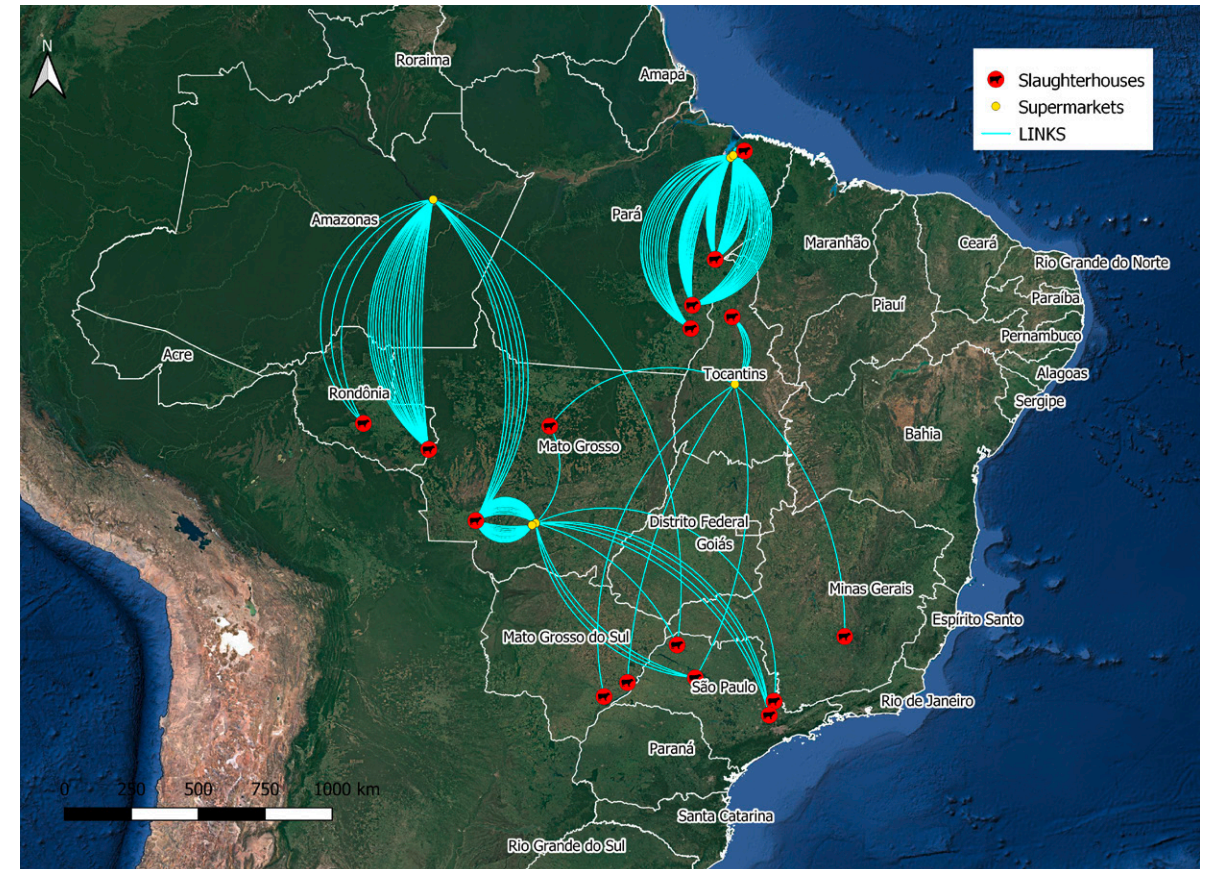 N
Roraima
Amapá
Slaughterhouses
Supermarkets
LINKS
Amazonas
Pará
Maranhão
Ceará
Rio Grande do Norte
Piauí
Paraíba
Pernambuco
Acre
Rondônia
Tocantins
Alagoas
Sergipe
Bahia
Mato Grosso
Distrito Federal
Goiás
Minas Gerais
Espírito Santo
Mato Grosso do Sul
São Paulo
Rio de Janeiro
Paraná
0 250 500 750 1000 km
Santa Catarina
Rio Grande do Sul